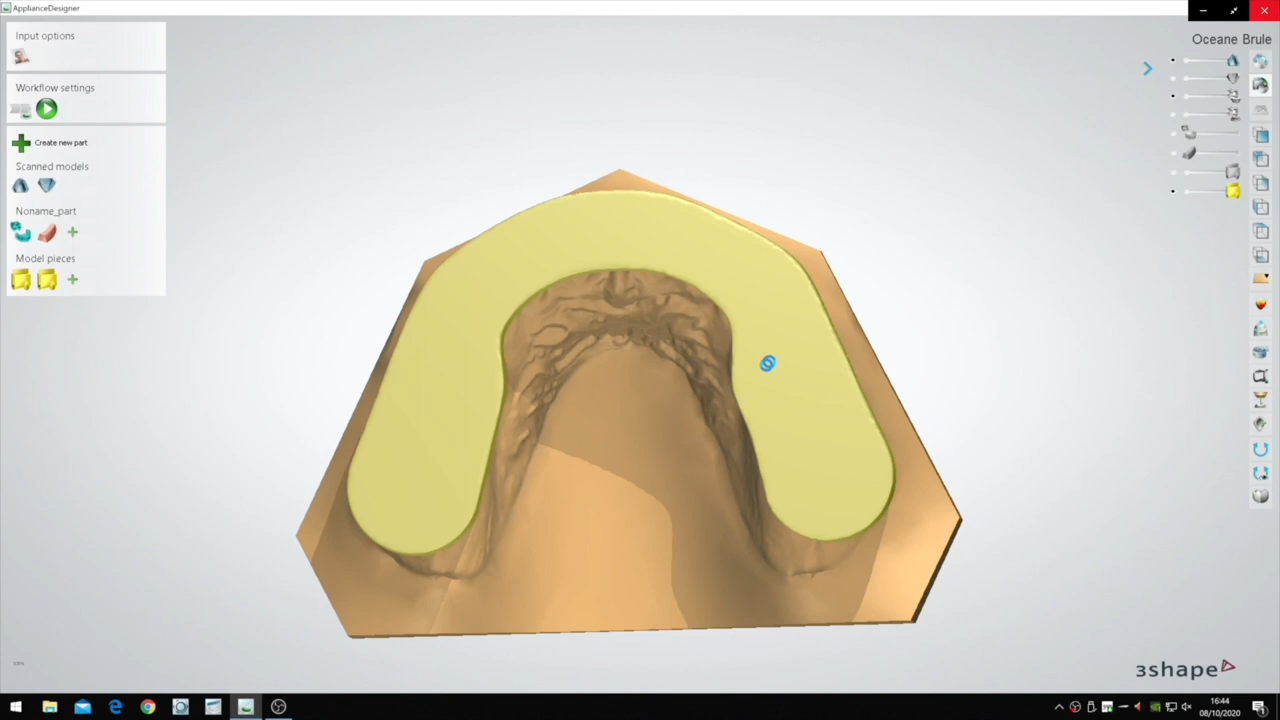 ApplianceDesigner
Input options
Oceane Brule
Workflow settings
Create new part
Scanned models
Noname_part
Model pieces
3shape
16:44
08/10/2020